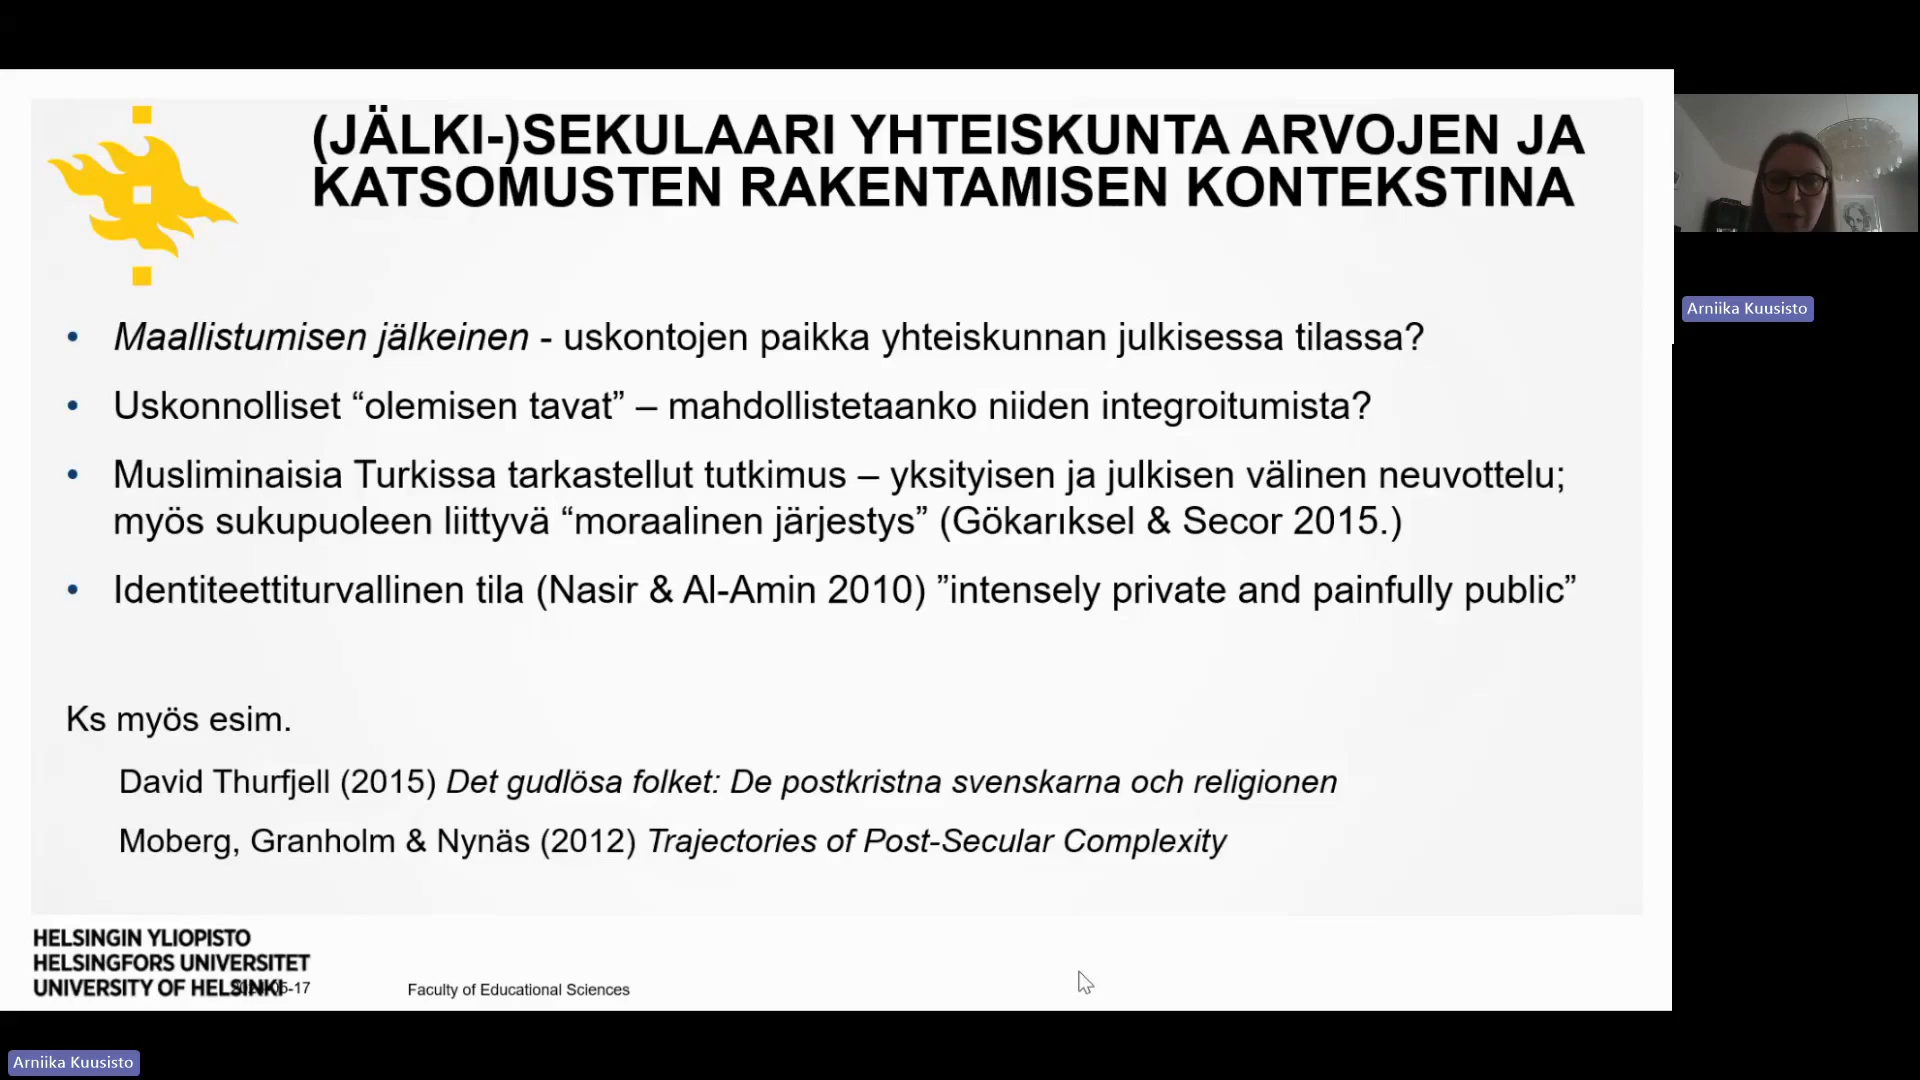 (JÄLKI-)SEKULAARI YHTEISKUNTA ARVOJEN JA
KATSOMUSTEN RAKENTAMISEN KONTEKSTINA
• Maallistumisen jälkeinen - uskontojen paikka yhteiskunnan julkisessa tilassa?
• Uskonnolliset “olemisen tavat” – mahdollistetaanko niiden integroitumista?
• Musliminaisia Turkissa tarkastellut tutkimus – yksityisen ja julkisen välinen neuvottelu;
myös sukupuoleen liittyvä “moraalinen järjestys” (Gökarıksel & Secor 2015.)
• Identiteettiturvallinen tila (Nasir & Al-Amin 2010) ”intensely private and painfully public”
Ks myös esim.
David Thurfjell (2015) Det gudlösa folket: De postkristna svenskarna och religionen
Moberg, Granholm & Nynäs (2012) Trajectories of Post-Secular Complexity
HELSINGIN YLIOPISTO
HELSINGFORS UNIVERSITET
UNIVERSITY OF HELSINKI
Faculty of Educational Sciences
Arniika Kuusisto
Arniika Kuusisto